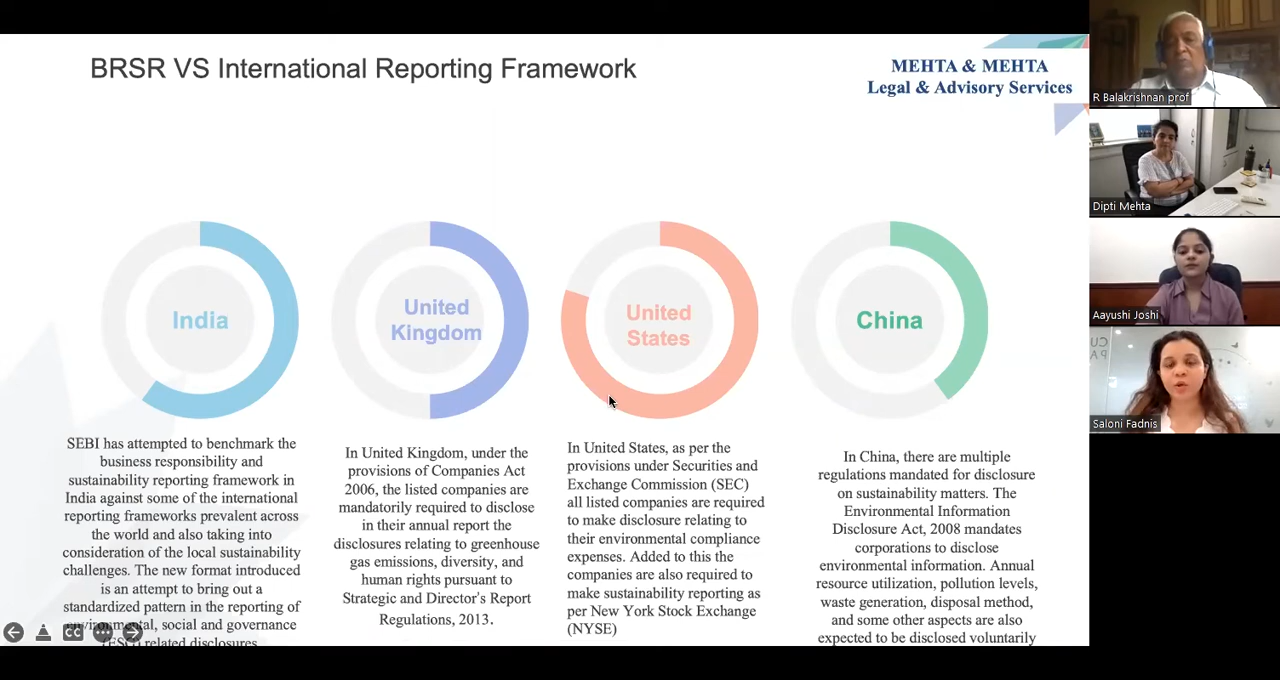 BRSR VS International Reporting Framework
MEHTA & MEHTA
Legal & Advisory Services
India
SEBI has attempted to benchmark the
business responsibility and
sustainability reporting framework in
India against some of the international
reporting frameworks prevalent across
the world and also taking into
consideration of the local sustainability
challenges. The new format introduced
is an attempt to bring out a
standardized pattern in the reporting of
environmental, social and governance
(ESG) related disclosures
United
Kingdom
In United Kingdom, under the
provisions of Companies Act
2006, the listed companies are
mandatorily required to disclose
in their annual report the
disclosures relating to greenhouse
gas emissions, diversity, and
human rights pursuant to
Strategic and Director's Report
Regulations, 2013.
United
States
In United States, as per the
provisions under Securities and
Exchange Commission (SEC)
all listed companies are required
to make disclosure relating to
their environmental compliance
expenses. Added to this the
companies are also required to
make sustainability reporting as
per New York Stock Exchange
(NYSE)
China
In China, there are multiple
regulations mandated for disclosure
on sustainability matters. The
Environmental Information
Disclosure Act, 2008 mandates
corporations to disclose
environmental information. Annual
resource utilization, pollution levels,
waste generation, disposal method,
and some other aspects are also
expected to be disclosed voluntarily
CC
R Balakrishnan prof
Dipti Mehta
Aayushi Joshi
Saloni Fadnis